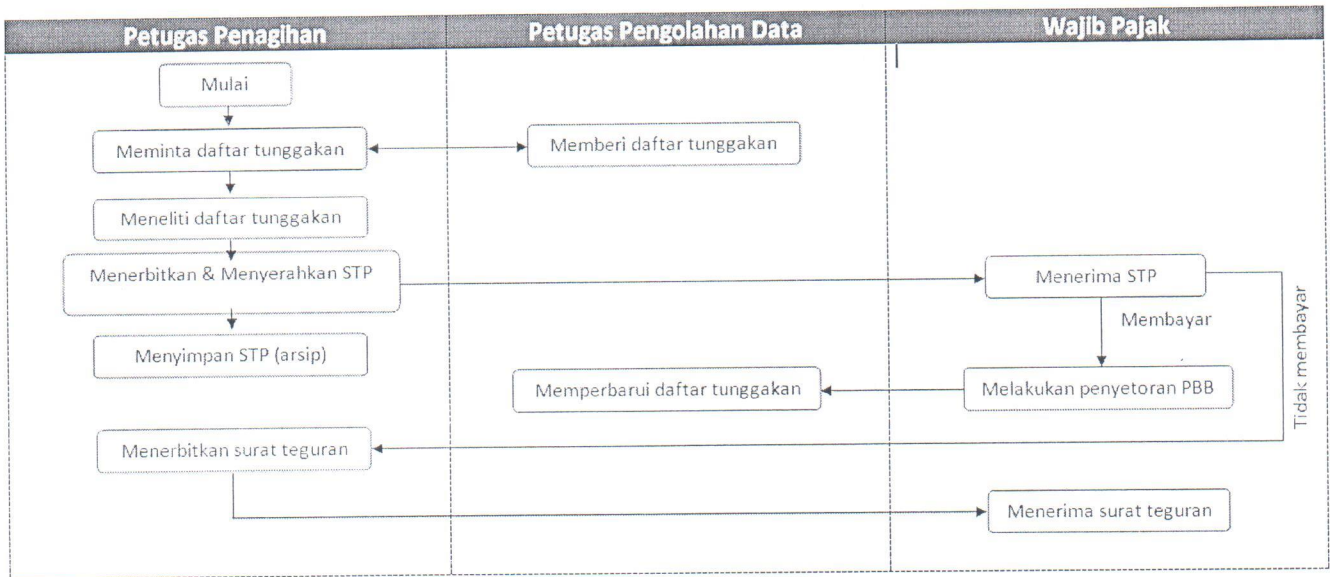 Petugas Penagihan
Petugas Pengolahan Data
Wajib Pajak
Mulai
Meminta daftar tunggakan
Memberi daftar tunggakan
Meneliti daftar tunggakan
Menerbitkan & Menyerahkan STP
Menerima STP
Membayar
Tidak membayar
Menyimpan STP (arsip)
Memperbarui daftar tunggakan
Melakukan penyetoran PBB
Menerbitkan surat teguran
Menerima surat teguran